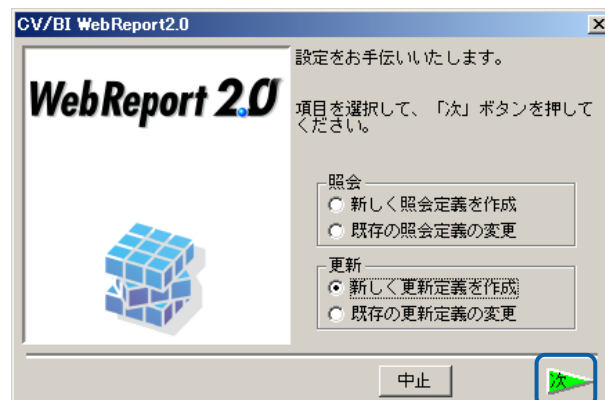 CV/BI WebReport2.0
設定をお手伝いいたします。
WebReport 2.0
項目を選択して、「次」ボタンを押して
ください。
照会
新しく照会定義を作成
既存の照会定義の変更
更新
新しく更新定義を作成
既存の更新定義の変更
中止
次